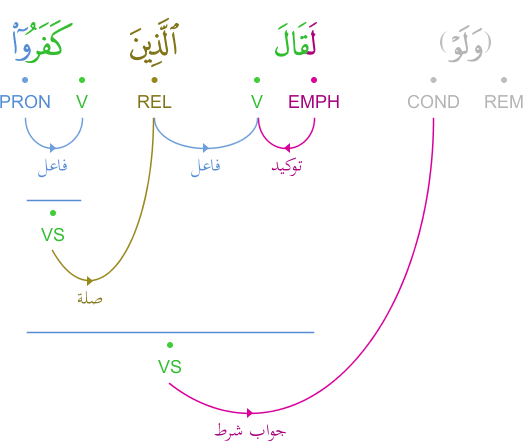 (وَلَوْ) لَقَالَ ٱلَّذِينَ كَفَرُوٓا۟
REM COND EMPH V REL V PRON
توكيد فاعل فاعل
VS
صلة
VS
جواب شرط